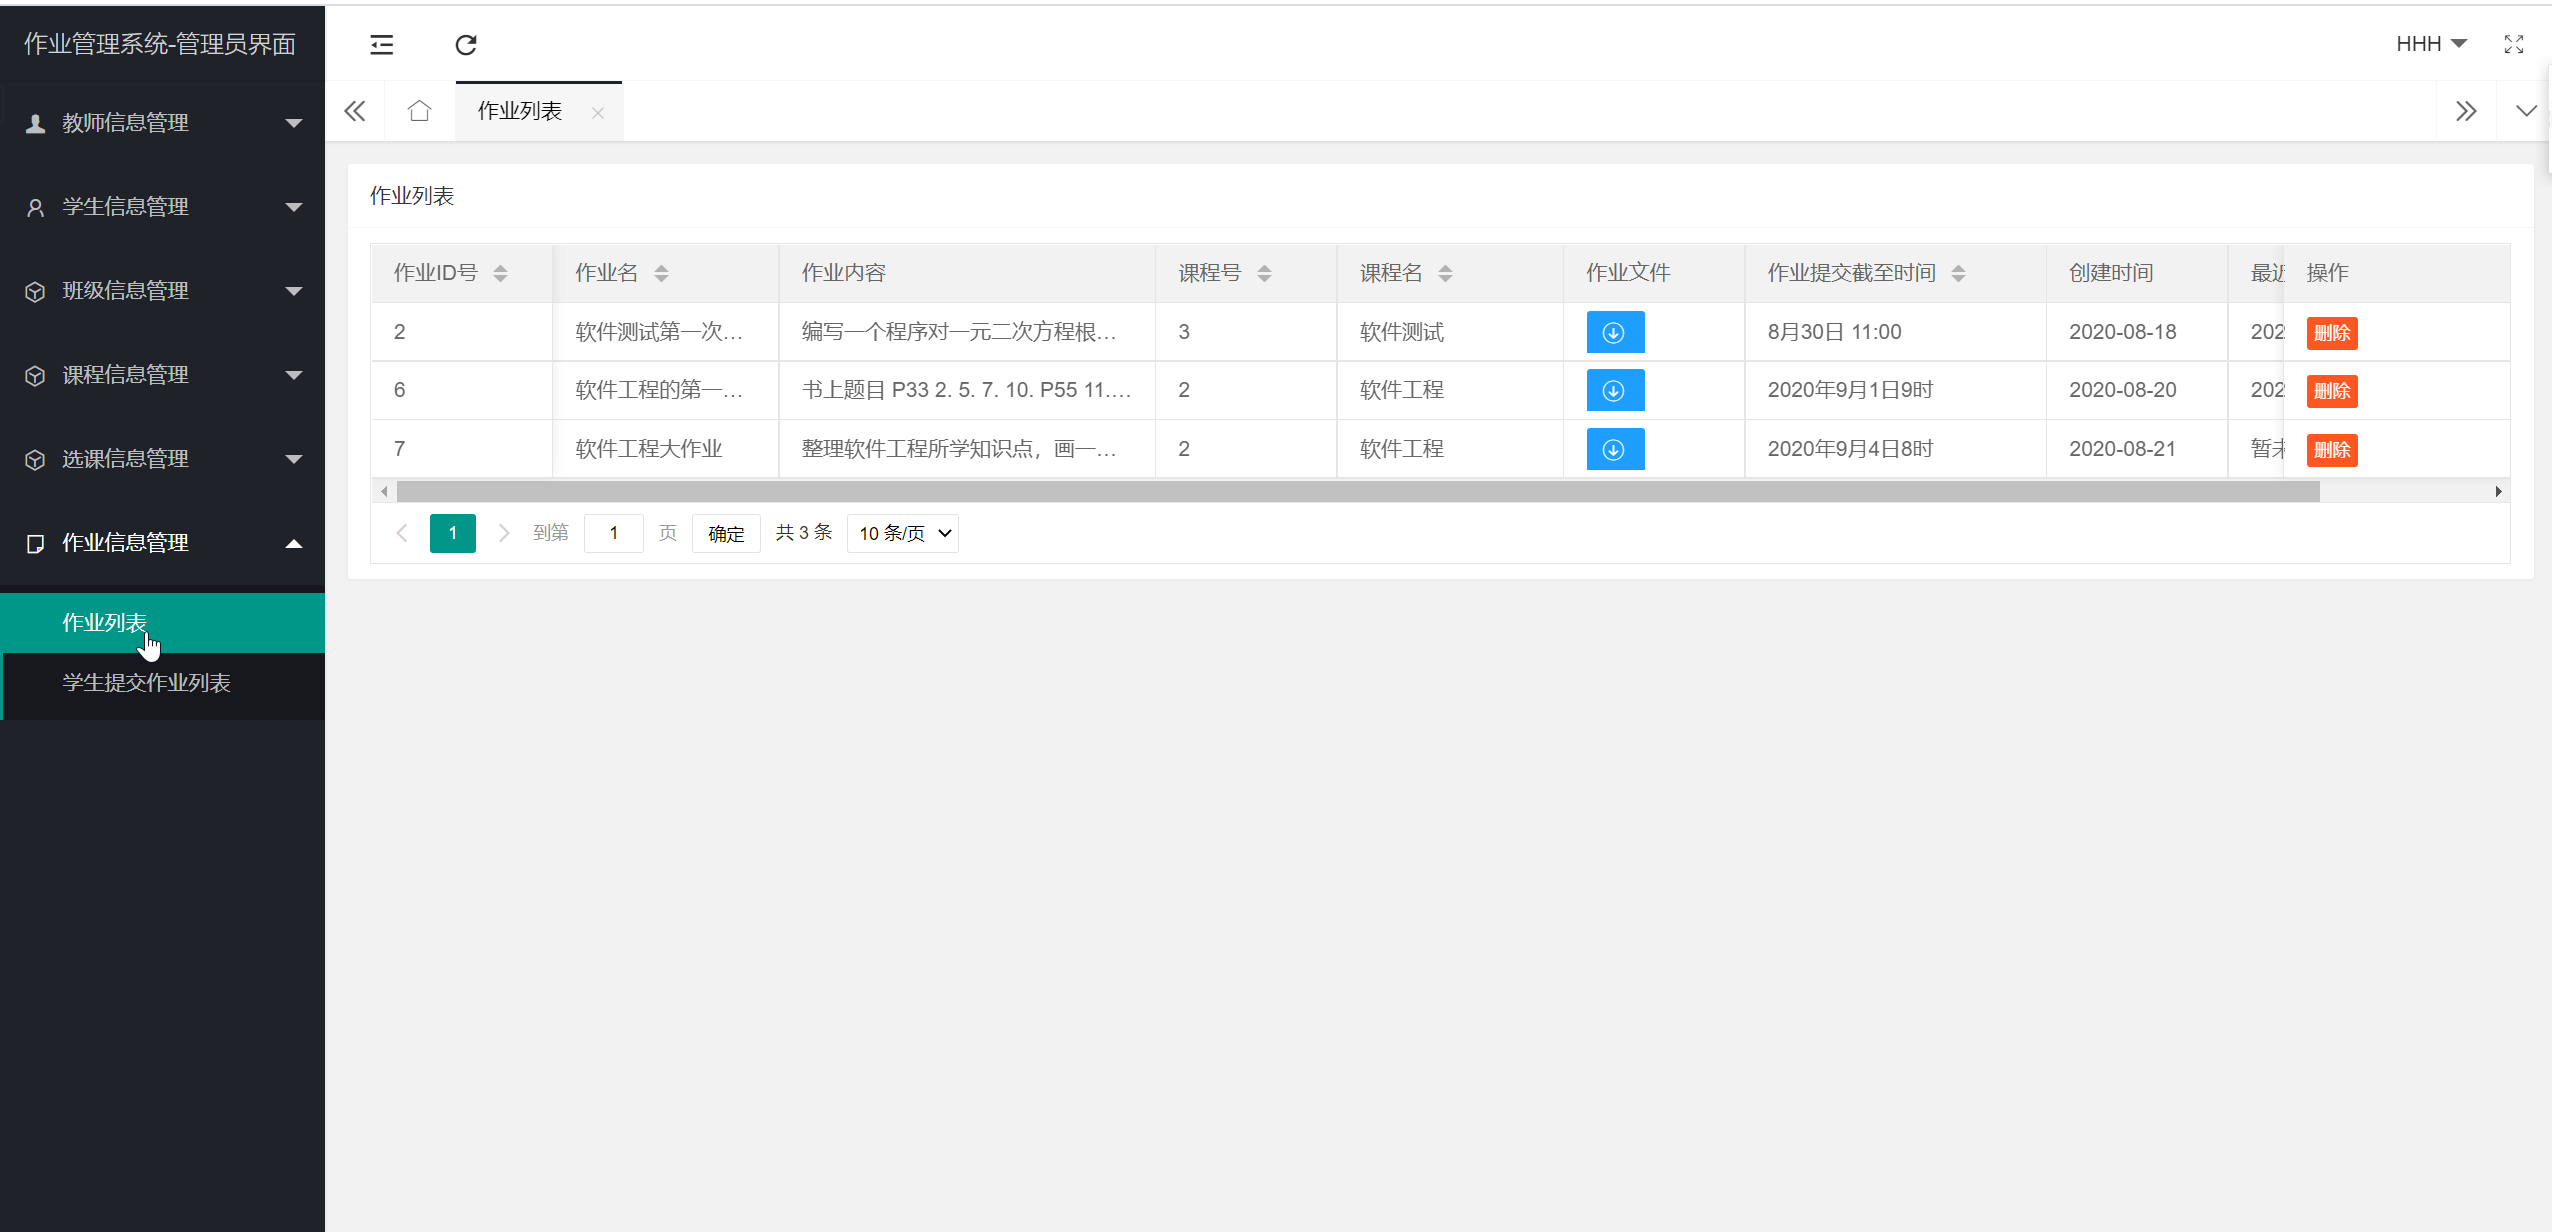 作业管理系统-管理员界面
HHH
教师信息管理
学生信息管理
班级信息管理
课程信息管理
选课信息管理
作业信息管理
作业列表
学生提交作业列表
作业列表
作业列表
作业ID号 作业名 作业内容 课程号 课程名 作业文件 作业提交截至时间 创建时间 最近 操作
2 软件测试第一次... 编写一个程序对一元二次方程根... 3 软件测试 8月30日 11:00 2020-08-18 202 删除
6 软件工程的第一... 书上题目 P33 2. 5. 7. 10. P55 11.... 2 软件工程 2020年9月1日9时 2020-08-20 202 删除
7 软件工程大作业 整理软件工程所学知识点，画一... 2 软件工程 2020年9月4日8时 2020-08-21 暂未 删除
1 到第 1 页 确定 共 3 条 10 条/页